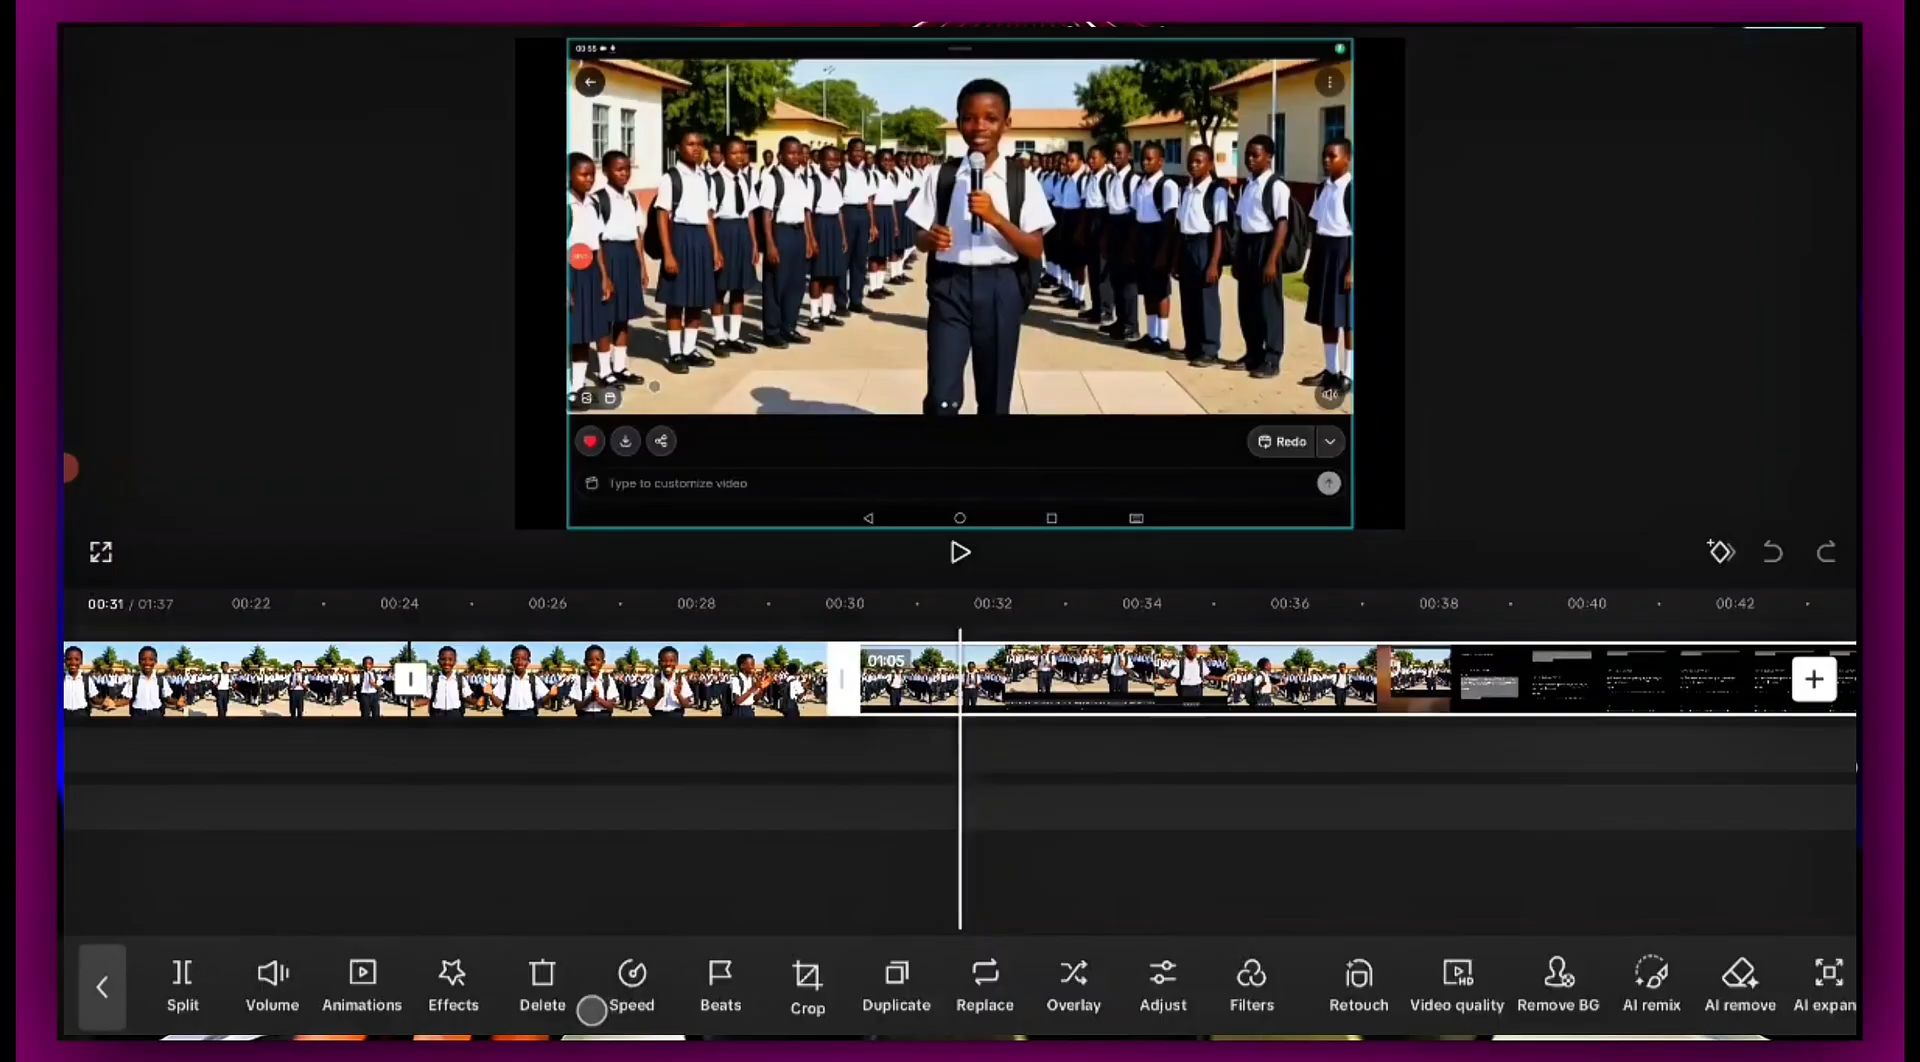 00:55
Redo
Type to customize video
00:31 / 01:37
00:22
00:24
00:26
00:28
00:30
00:32
00:34
00:36
00:38
00:40
00:42
01:05
Split
Volume
Animations
Effects
Delete
Speed
Beats
Crop
Duplicate
Replace
Overlay
Adjust
Filters
Retouch
HD
Video quality
Remove BG
AI remix
AI remove
AI expan